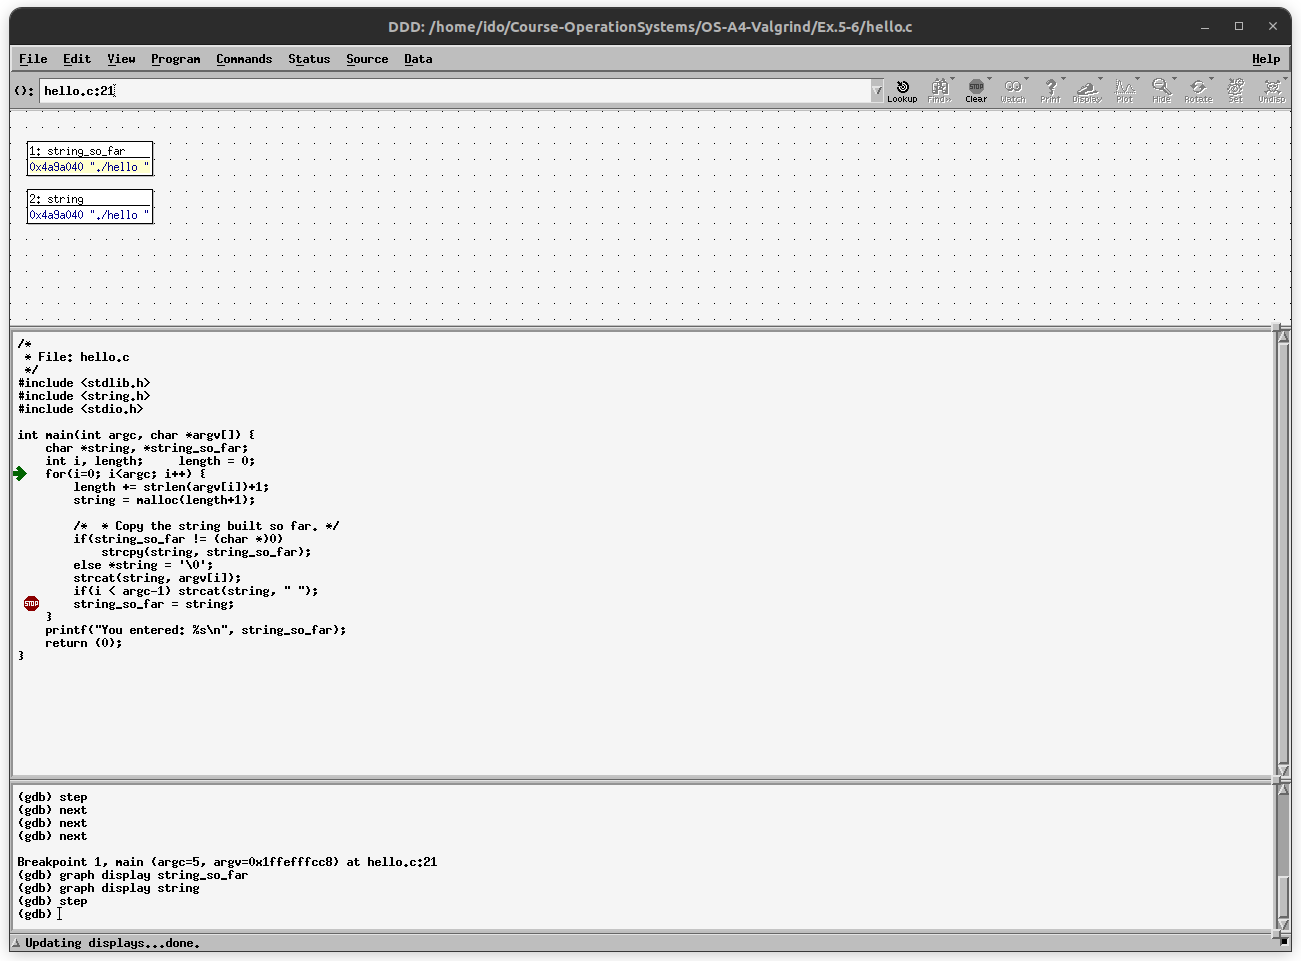 DDD: /home/ido/Course-OperationSystems/OS-A4-Valgrind/Ex.5-6/hello.c
File Edit View Program Commands Status Source Data Help
(): hello.c:21
Lookup Find» Clear Watch Print Display Plot Hide Rotate Set Undisp
1: string_so_far
0x4a9a040 "./hello "
2: string
0x4a9a040 "./hello "
/*
 * File: hello.c
 */
#include <stdlib.h>
#include <string.h>
#include <stdio.h>
int main(int argc, char *argv[]) {
    char *string, *string_so_far;
    int i, length;     length = 0;
    for(i=0; i<argc; i++) {
        length += strlen(argv[i])+1;
        string = malloc(length+1);
        /*  * Copy the string built so far. */
        if(string_so_far != (char *)0)
            strcpy(string, string_so_far);
        else *string = '\0';
        strcat(string, argv[i]);
        if(i < argc-1) strcat(string, " ");
STOP        string_so_far = string;
    }
    printf("You entered: %s\n", string_so_far);
    return (0);
}
(gdb) step
(gdb) next
(gdb) next
(gdb) next
Breakpoint 1, main (argc=5, argv=0x1ffefffcc8) at hello.c:21
(gdb) graph display string_so_far
(gdb) graph display string
(gdb) step
(gdb)
Updating displays...done.